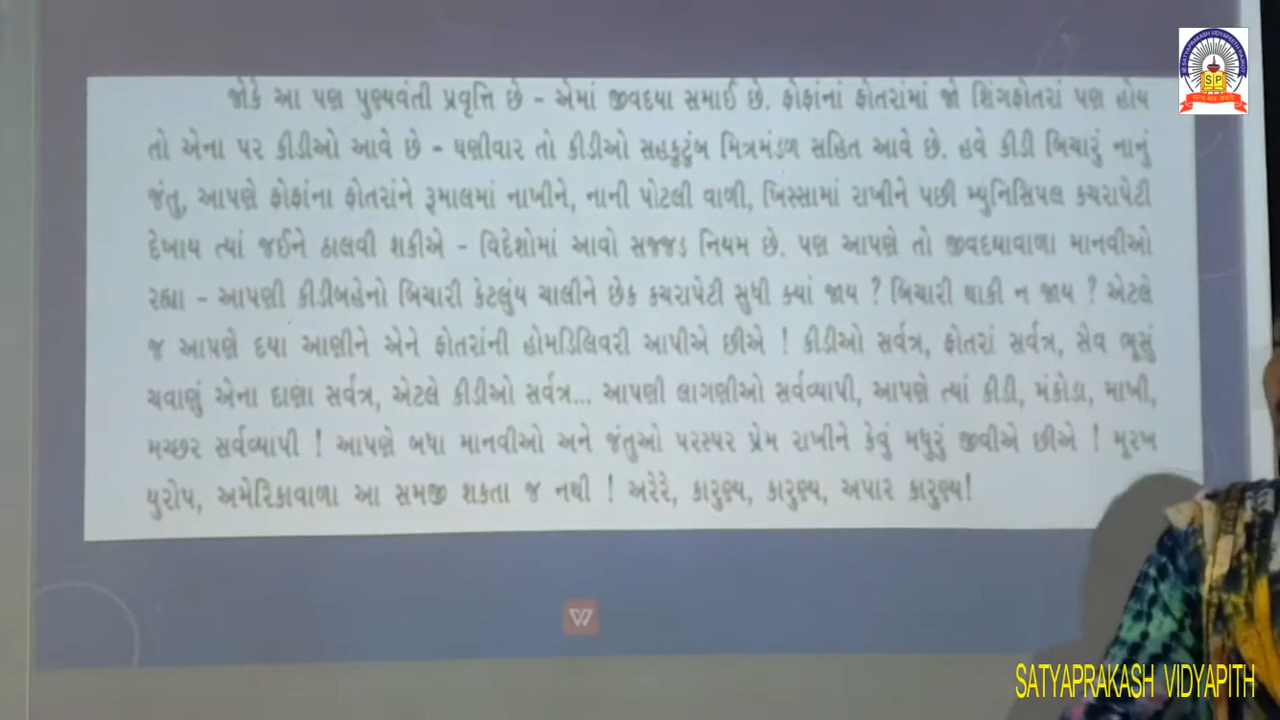 જોકે આ પણ પુણ્યવંતી પ્રવૃત્તિ છે - એમાં જીવદયા સમાઈ છે. ફોફાંનાં ફોતરાંમાં જો શિંગફોતરાં પણ હોય
તો એના પર કીડીઓ આવે છે - ઘણીવાર તો કીડીઓ સહકુટુંબ મિત્રમંડળ સહિત આવે છે. હવે કીડી બિચારું નાનું
જંતુ, આપણે ફોફાંના ફોતરાંને રૂમાલમાં નાખીને, નાની પોટલી વાળી, ખિસ્સામાં રાખીને પછી મ્યુનિસિપલ કચરાપેટી
દેખાય ત્યાં જઈને ઠાલવી શકીએ - વિદેશોમાં આવો સજ્જડ નિયમ છે. પણ આપણે તો જીવદયાવાળા માનવીઓ
રહ્યા - આપણી કીડીબહેનો બિચારી કેટલુંય ચાલીને છેક કચરાપેટી સુધી ક્યાં જાય ? બિચારી થાકી ન જાય ? એટલે
જ આપણે દયા આણીને એને ફોતરાંની હોમડિલિવરી આપીએ છીએ ! કીડીઓ સર્વત્ર, ફોતરાં સર્વત્ર, સેવ ભૂસું
ચવાણું એના દાણા સર્વત્ર, એટલે કીડીઓ સર્વત્ર... આપણી લાગણીઓ સર્વવ્યાપી, આપણે ત્યાં કીડી, મંકોડા, માખી,
મચ્છર સર્વવ્યાપી ! આપણે બધા માનવીઓ અને જંતુઓ પરસ્પર પ્રેમ રાખીને કેવું મધુરું જીવીએ છીએ ! મૂરખ
યુરોપ, અમેરિકાવાળા આ સમજી શકતા જ નથી ! અરેરે, કારુણ્ય, કારુણ્ય, અપાર કારુણ્ય!
SP
SATYAPRAKASH VIDYAPITH